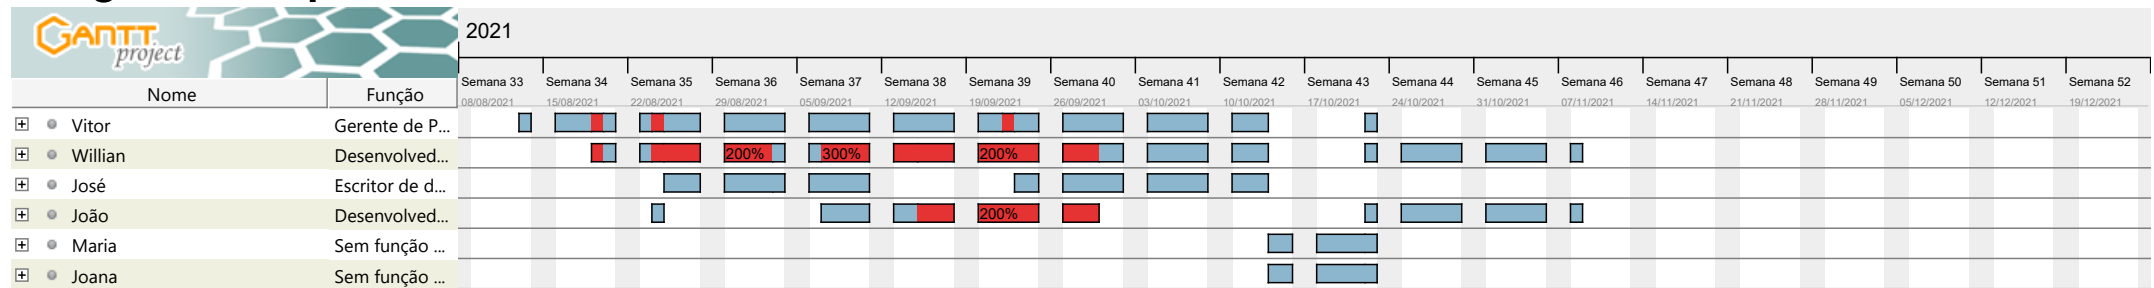 GANTT
project
2021
Semana 33 Semana 34 Semana 35 Semana 36 Semana 37 Semana 38 Semana 39 Semana 40 Semana 41 Semana 42 Semana 43 Semana 44 Semana 45 Semana 46 Semana 47 Semana 48 Semana 49 Semana 50 Semana 51 Semana 52
Nome Função
08/08/2021 15/08/2021 22/08/2021 29/08/2021 05/09/2021 12/09/2021 19/09/2021 26/09/2021 03/10/2021 10/10/2021 17/10/2021 24/10/2021 31/10/2021 07/11/2021 14/11/2021 21/11/2021 28/11/2021 05/12/2021 12/12/2021 19/12/2021
Vitor Gerente de P...
Willian Desenvolved... 200% 300% 200%
José Escritor de d...
João Desenvolved... 200%
Maria Sem função ...
Joana Sem função ...